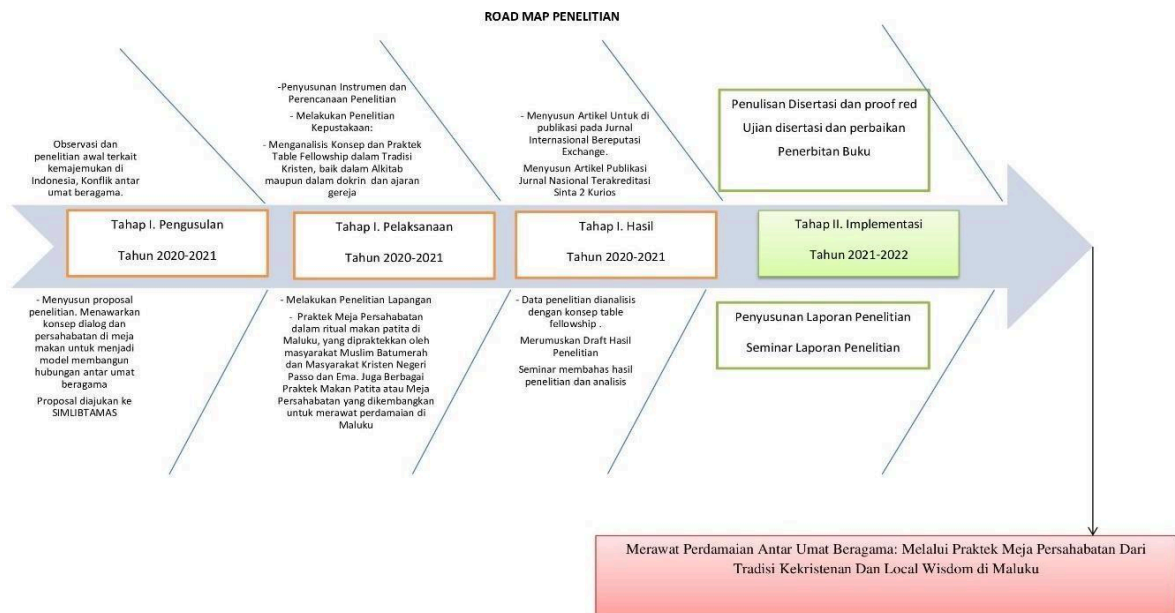 ROAD MAP PENELITIAN
Observasi dan
penelitian awal terkait
kemajemukan di
Indonesia, Konflik antar
umat beragama.
-Penyusunan Instrumen dan
Perencanaan Penelitian
- Melakukan Penelitian
Kepustakaan:
- Menganalisis Konsep dan Praktek
Table Fellowship dalam Tradisi
Kristen, baik dalam Alkitab
maupun dalam dokrin dan ajaran
gereja
- Menyusun Artikel Untuk di
publikasi pada Jurnal
Internasional Bereputasi
Exchange.
Menyusun Artikel Publikasi
Jurnal Nasional Terakreditasi
Sinta 2 Kurios
Penulisan Disertasi dan proof red
Ujian disertasi dan perbaikan
Penerbitan Buku
Tahap I. Pengusulan
Tahun 2020-2021
Tahap I. Pelaksanaan
Tahun 2020-2021
Tahap I. Hasil
Tahun 2020-2021
Tahap II. Implementasi
Tahun 2021-2022
- Menyusun proposal
penelitian. Menawarkan
konsep dialog dan
persahabatan di meja
makan untuk menjadi
model membangun
hubungan antar umat
beragama
Proposal diajukan ke
SIMLIBTAMAS
- Melakukan Penelitian Lapangan
- Praktek Meja Persahabatan
dalam ritual makan patita di
Maluku, yang dipraktekkan oleh
masyarakat Muslim Batumerah
dan Masyarakat Kristen Negeri
Passo dan Ema. Juga Berbagai
Praktek Makan Patita atau Meja
Persahabatan yang dikembangkan
untuk merawat perdamaian di
Maluku
- Data penelitian dianalisis
dengan konsep table
fellowship .
Merumuskan Draft Hasil
Penelitian
Seminar membahas hasil
penelitian dan analisis
Penyusunan Laporan Penelitian
Seminar Laporan Penelitian
Merawat Perdamaian Antar Umat Beragama: Melalui Praktek Meja Persahabatan Dari
Tradisi Kekristenan Dan Local Wisdom di Maluku